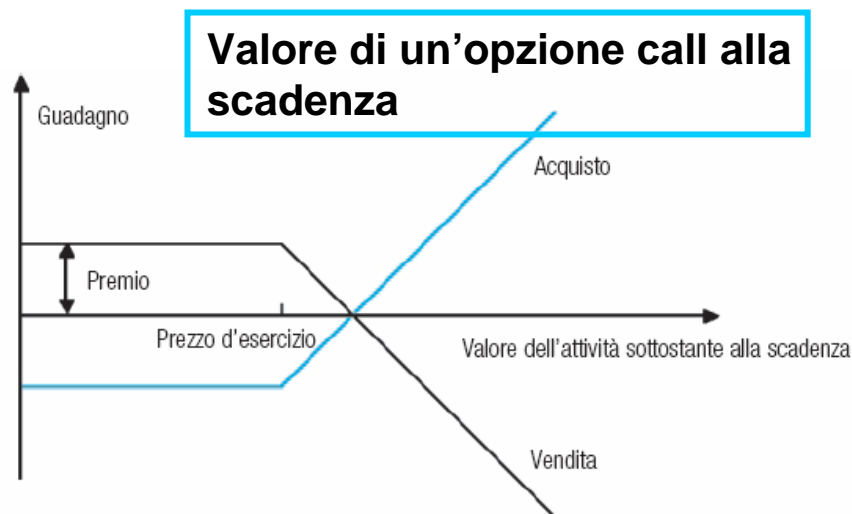 Valore di un’opzione call alla
scadenza
Guadagno
Acquisto
Premio
Prezzo d’esercizio
Valore dell’attività sottostante alla scadenza
Vendita